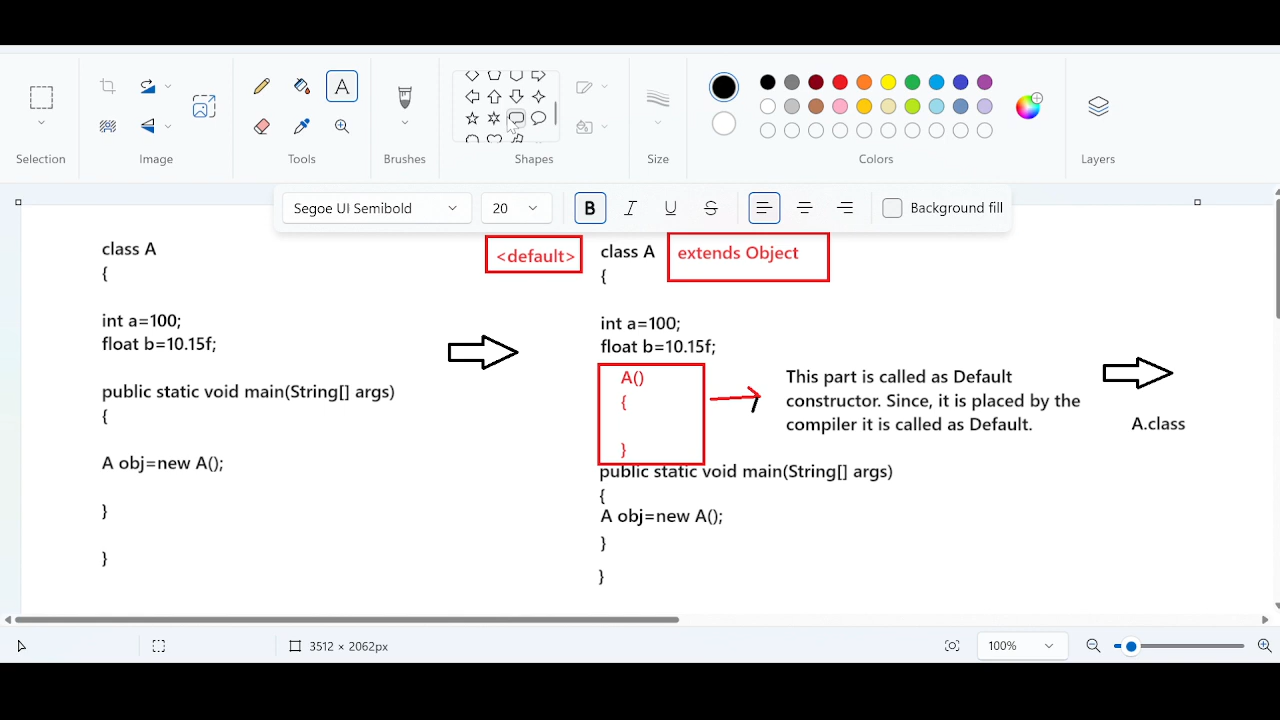 Selection
Image
Tools
Brushes
Shapes
Size
Colors
Layers
Segoe UI Semibold
20
B
I
U
S
Background fill
class A
{
int a=100;
float b=10.15f;
public static void main(String[] args)
{
A obj=new A();
}
}
<default>
class A
extends Object
{
int a=100;
float b=10.15f;
A()
{
}
This part is called as Default
constructor. Since, it is placed by the
compiler it is called as Default.
A.class
public static void main(String[] args)
{
A obj=new A();
}
}
3512 × 2062px
100%